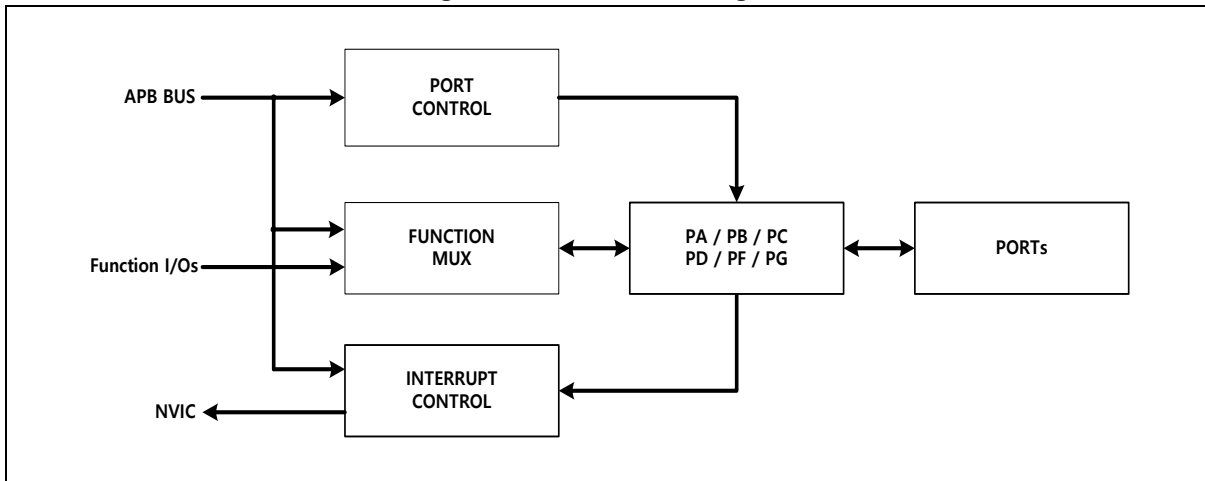 APB BUS
PORT
CONTROL
Function I/Os
FUNCTION
MUX
PA / PB / PC
PD / PF / PG
PORTs
NVIC
INTERRUPT
CONTROL